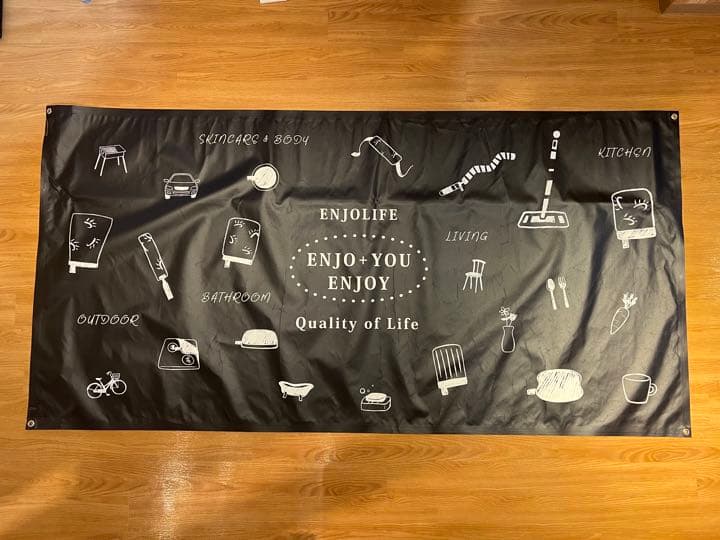 SKINCARE & BODY
KITCHEN
ENJOLIFE
LIVING
ENJO+YOU
ENJOY
BATHROOM
OUTDOOR
Quality of Life